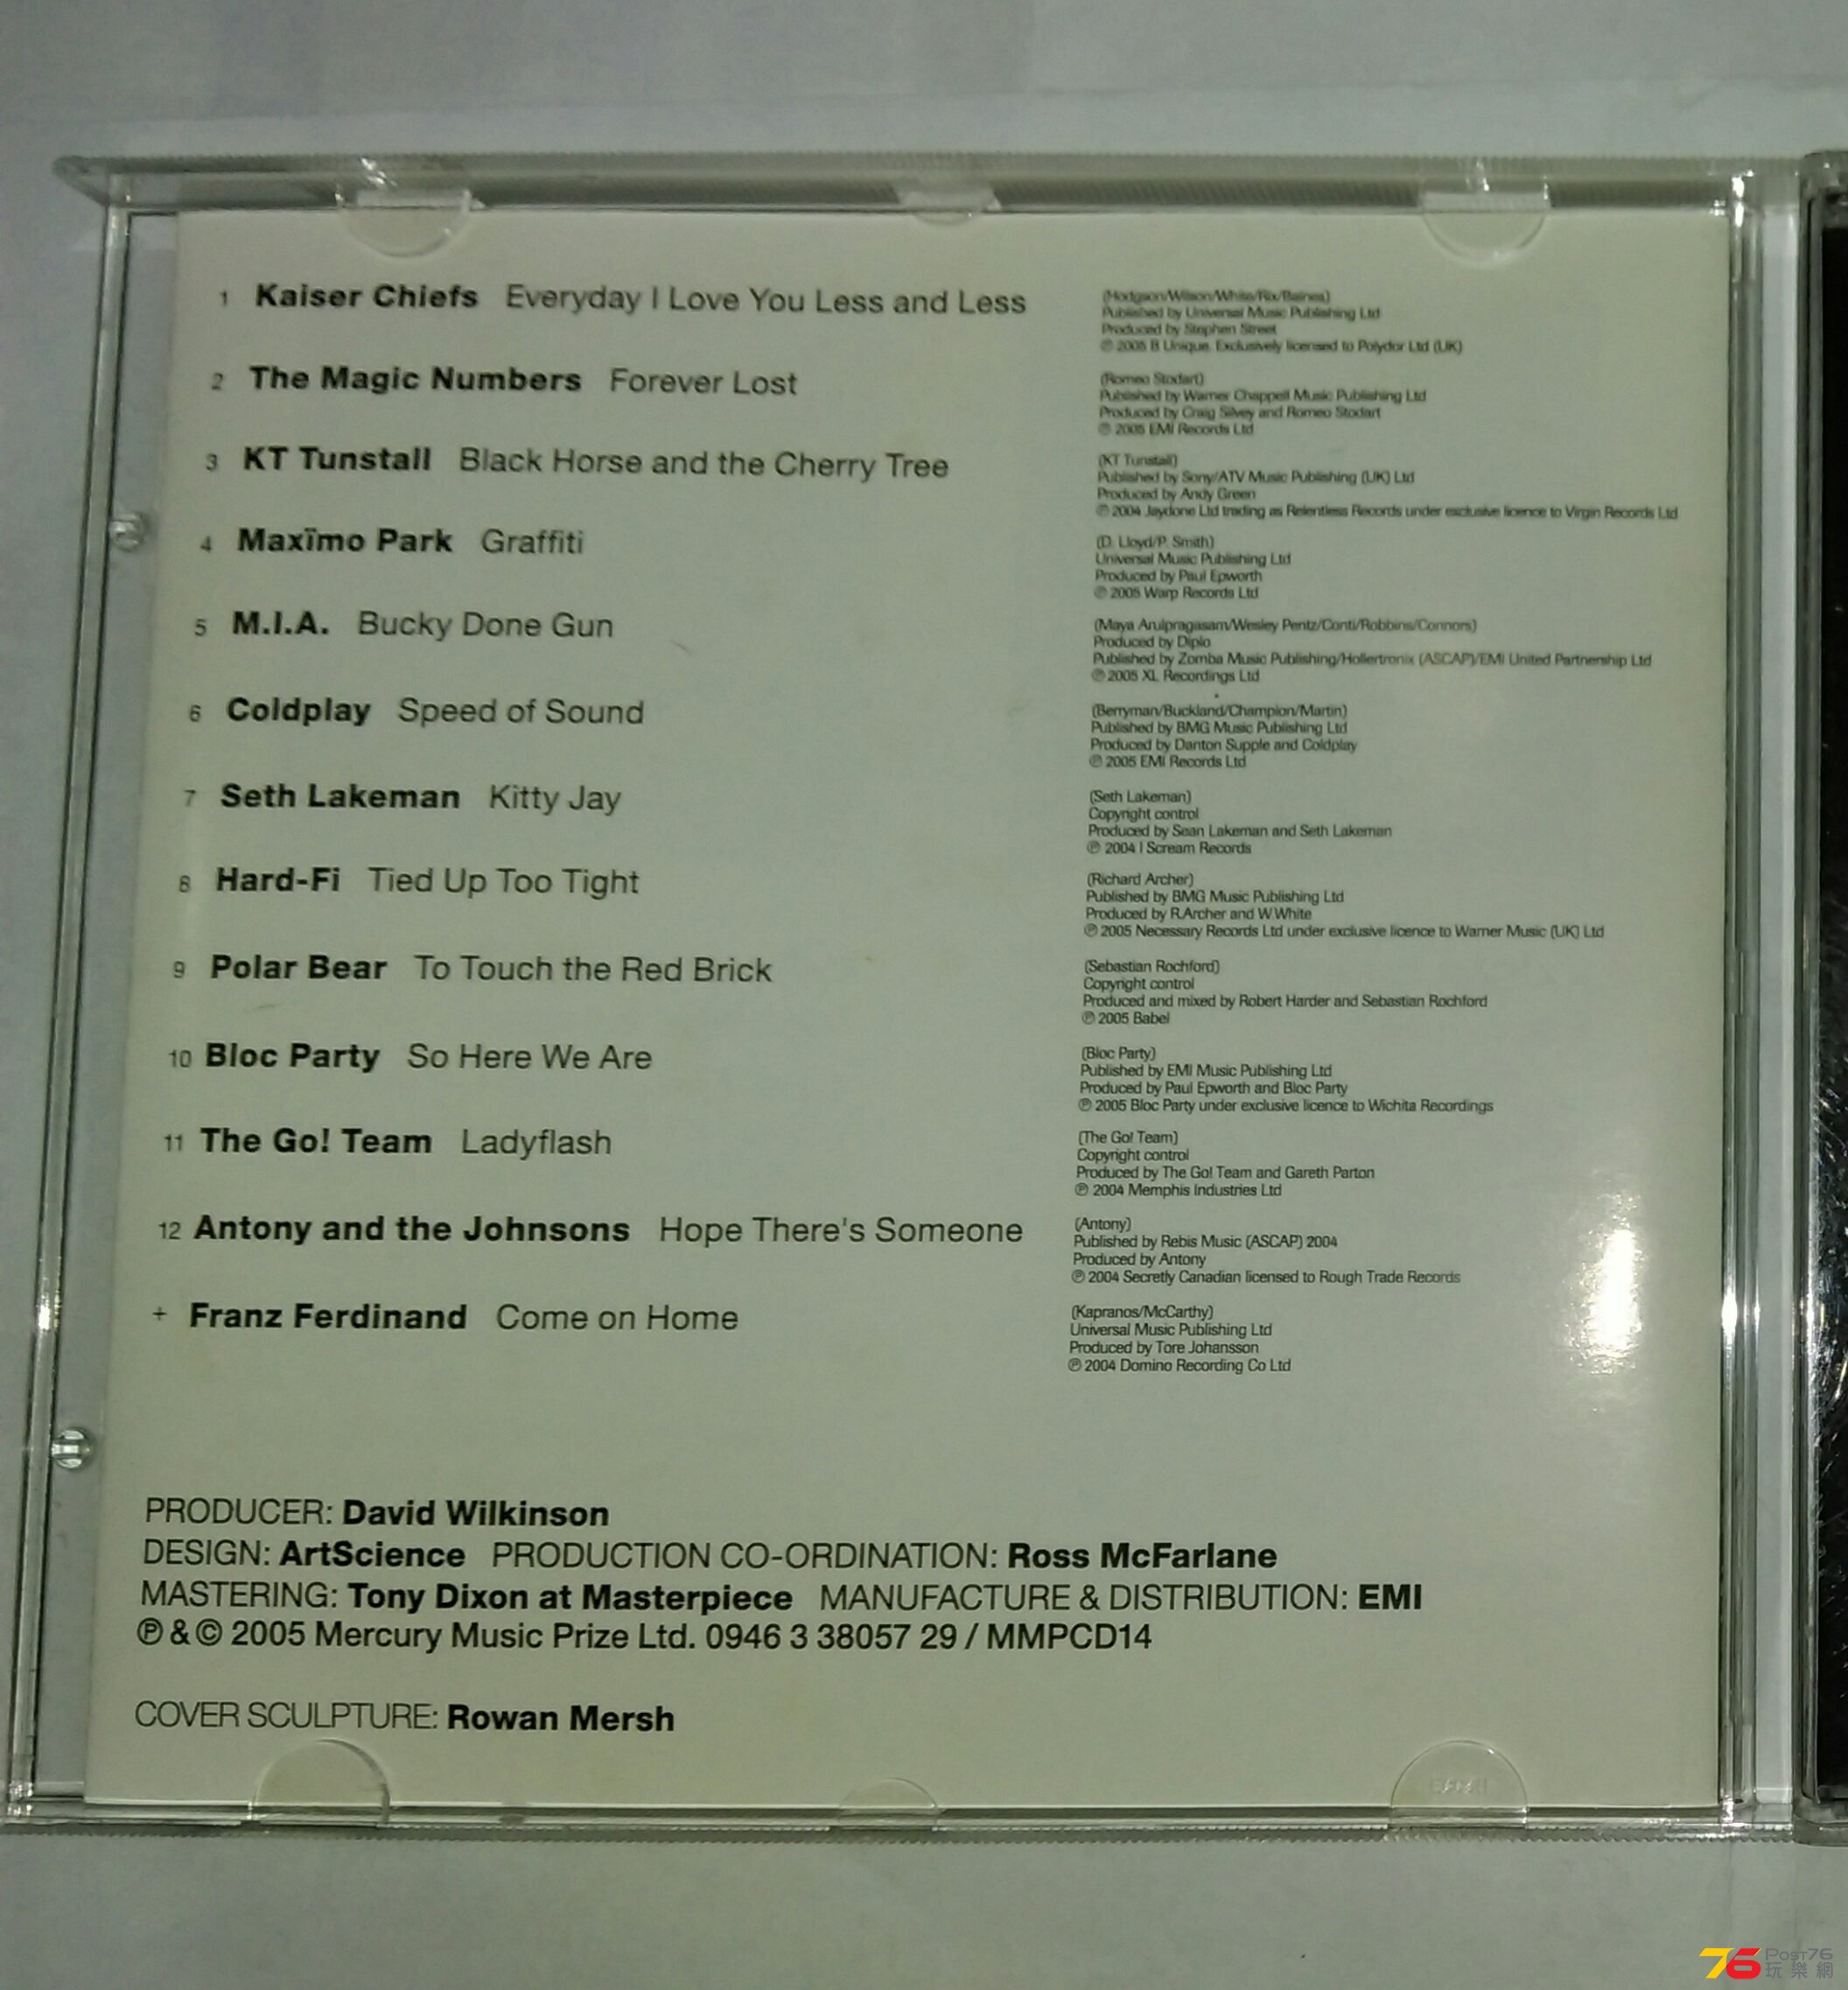 1 Kaiser Chiefs Everyday I Love You Less and Less
(Hodgson/Wilson/White/Rix/Baines)
Published by Universal Music Publishing Ltd
Produced by Stephen Street
℗ 2005 B Unique. Exclusively licensed to Polydor Ltd (UK)
2 The Magic Numbers Forever Lost
(Romeo Stodart)
Published by Warner Chappell Music Publishing Ltd
Produced by Craig Silvey and Romeo Stodart
℗ 2005 EMI Records Ltd
3 KT Tunstall Black Horse and the Cherry Tree
(KT Tunstall)
Published by Sony/ATV Music Publishing (UK) Ltd
Produced by Andy Green
℗ 2004 Jaydone Ltd trading as Relentless Records under exclusive licence to Virgin Records Ltd
4 Maxïmo Park Graffiti
(D. Lloyd/P. Smith)
Universal Music Publishing Ltd
Produced by Paul Epworth
℗ 2005 Warp Records Ltd
5 M.I.A. Bucky Done Gun
(Maya Arulpragasam/Wesley Pentz/Conti/Robbins/Connors)
Produced by Diplo
Published by Zomba Music Publishing/Hollertronix (ASCAP)/EMI United Partnership Ltd
℗ 2005 XL Recordings Ltd
6 Coldplay Speed of Sound
(Berryman/Buckland/Champion/Martin)
Published by BMG Music Publishing Ltd
Produced by Danton Supple and Coldplay
℗ 2005 EMI Records Ltd
7 Seth Lakeman Kitty Jay
(Seth Lakeman)
Copyright control
Produced by Sean Lakeman and Seth Lakeman
℗ 2004 I Scream Records
8 Hard-Fi Tied Up Too Tight
(Richard Archer)
Published by BMG Music Publishing Ltd
Produced by R.Archer and W.White
℗ 2005 Necessary Records Ltd under exclusive licence to Warner Music (UK) Ltd
9 Polar Bear To Touch the Red Brick
(Sebastian Rochford)
Copyright control
Produced and mixed by Robert Harder and Sebastian Rochford
℗ 2005 Babel
10 Bloc Party So Here We Are
(Bloc Party)
Published by EMI Music Publishing Ltd
Produced by Paul Epworth and Bloc Party
℗ 2005 Bloc Party under exclusive licence to Wichita Recordings
11 The Go! Team Ladyflash
(The Go! Team)
Copyright control
Produced by The Go! Team and Gareth Parton
℗ 2004 Memphis Industries Ltd
12 Antony and the Johnsons Hope There's Someone
(Antony)
Published by Rebis Music (ASCAP) 2004
Produced by Antony
℗ 2004 Secretly Canadian licensed to Rough Trade Records
+ Franz Ferdinand Come on Home
(Kapranos/McCarthy)
Universal Music Publishing Ltd
Produced by Tore Johansson
℗ 2004 Domino Recording Co Ltd
PRODUCER: David Wilkinson
DESIGN: ArtScience PRODUCTION CO-ORDINATION: Ross McFarlane
MASTERING: Tony Dixon at Masterpiece MANUFACTURE & DISTRIBUTION: EMI
℗ & © 2005 Mercury Music Prize Ltd. 0946 3 38057 29 / MMPCD14
COVER SCULPTURE: Rowan Mersh
76 Post76
玩樂網